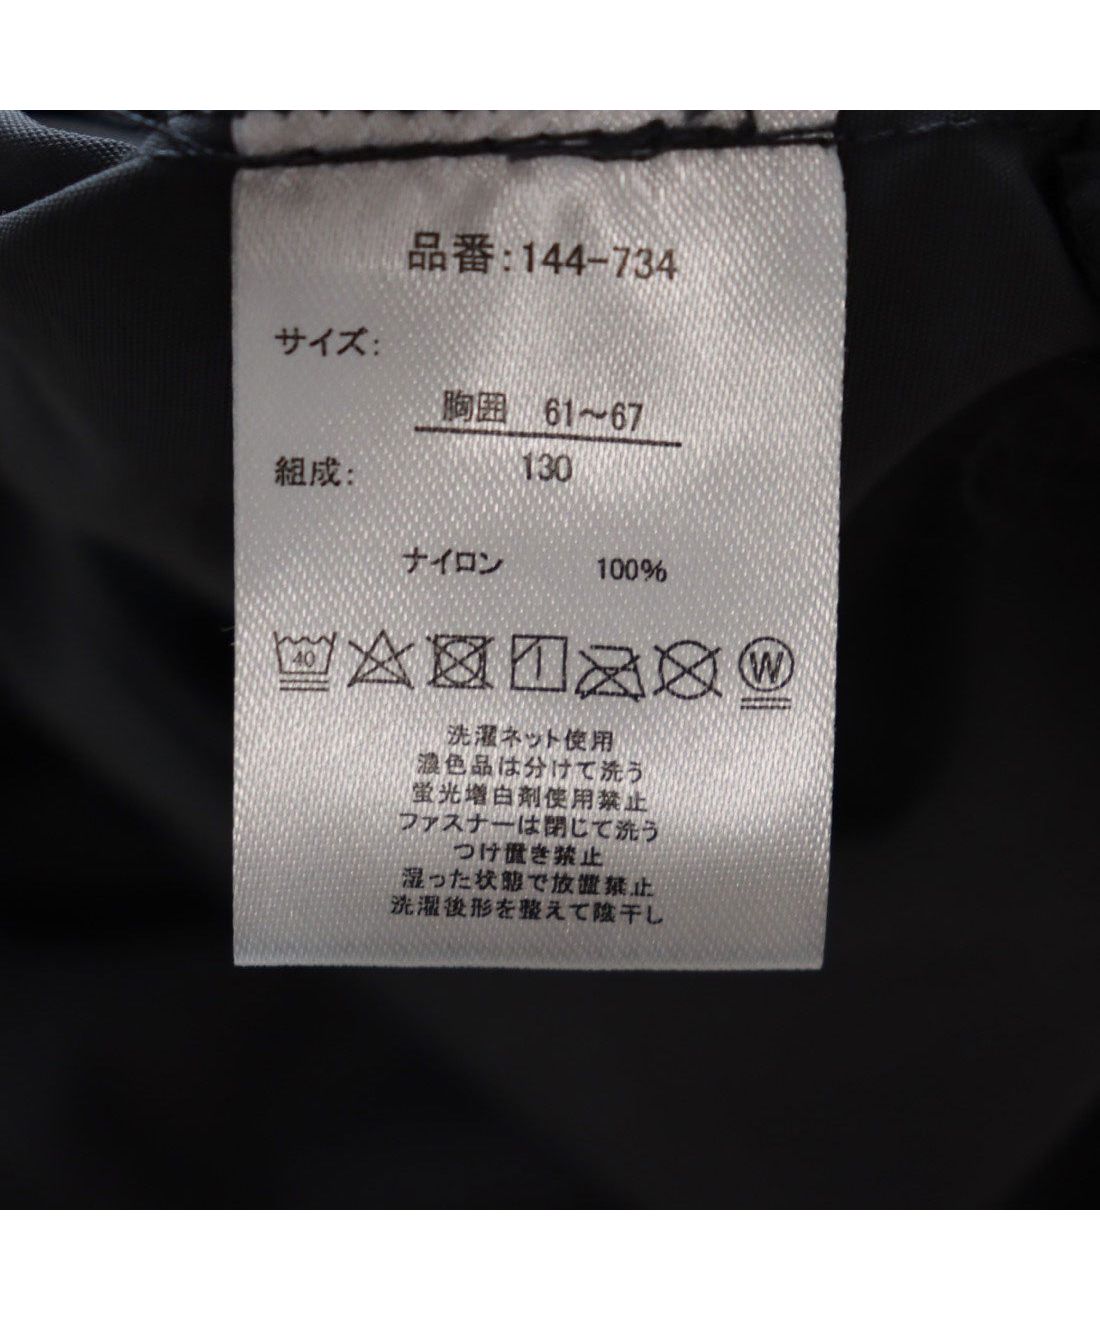 品番:144-734
サイズ:
胸囲 61～67
組成: 130
ナイロン 100%
40 W
洗濯ネット使用
濃色品は分けて洗う
蛍光増白剤使用禁止
ファスナーは閉じて洗う
つけ置き禁止
湿った状態で放置禁止
洗濯後形を整えて陰干し